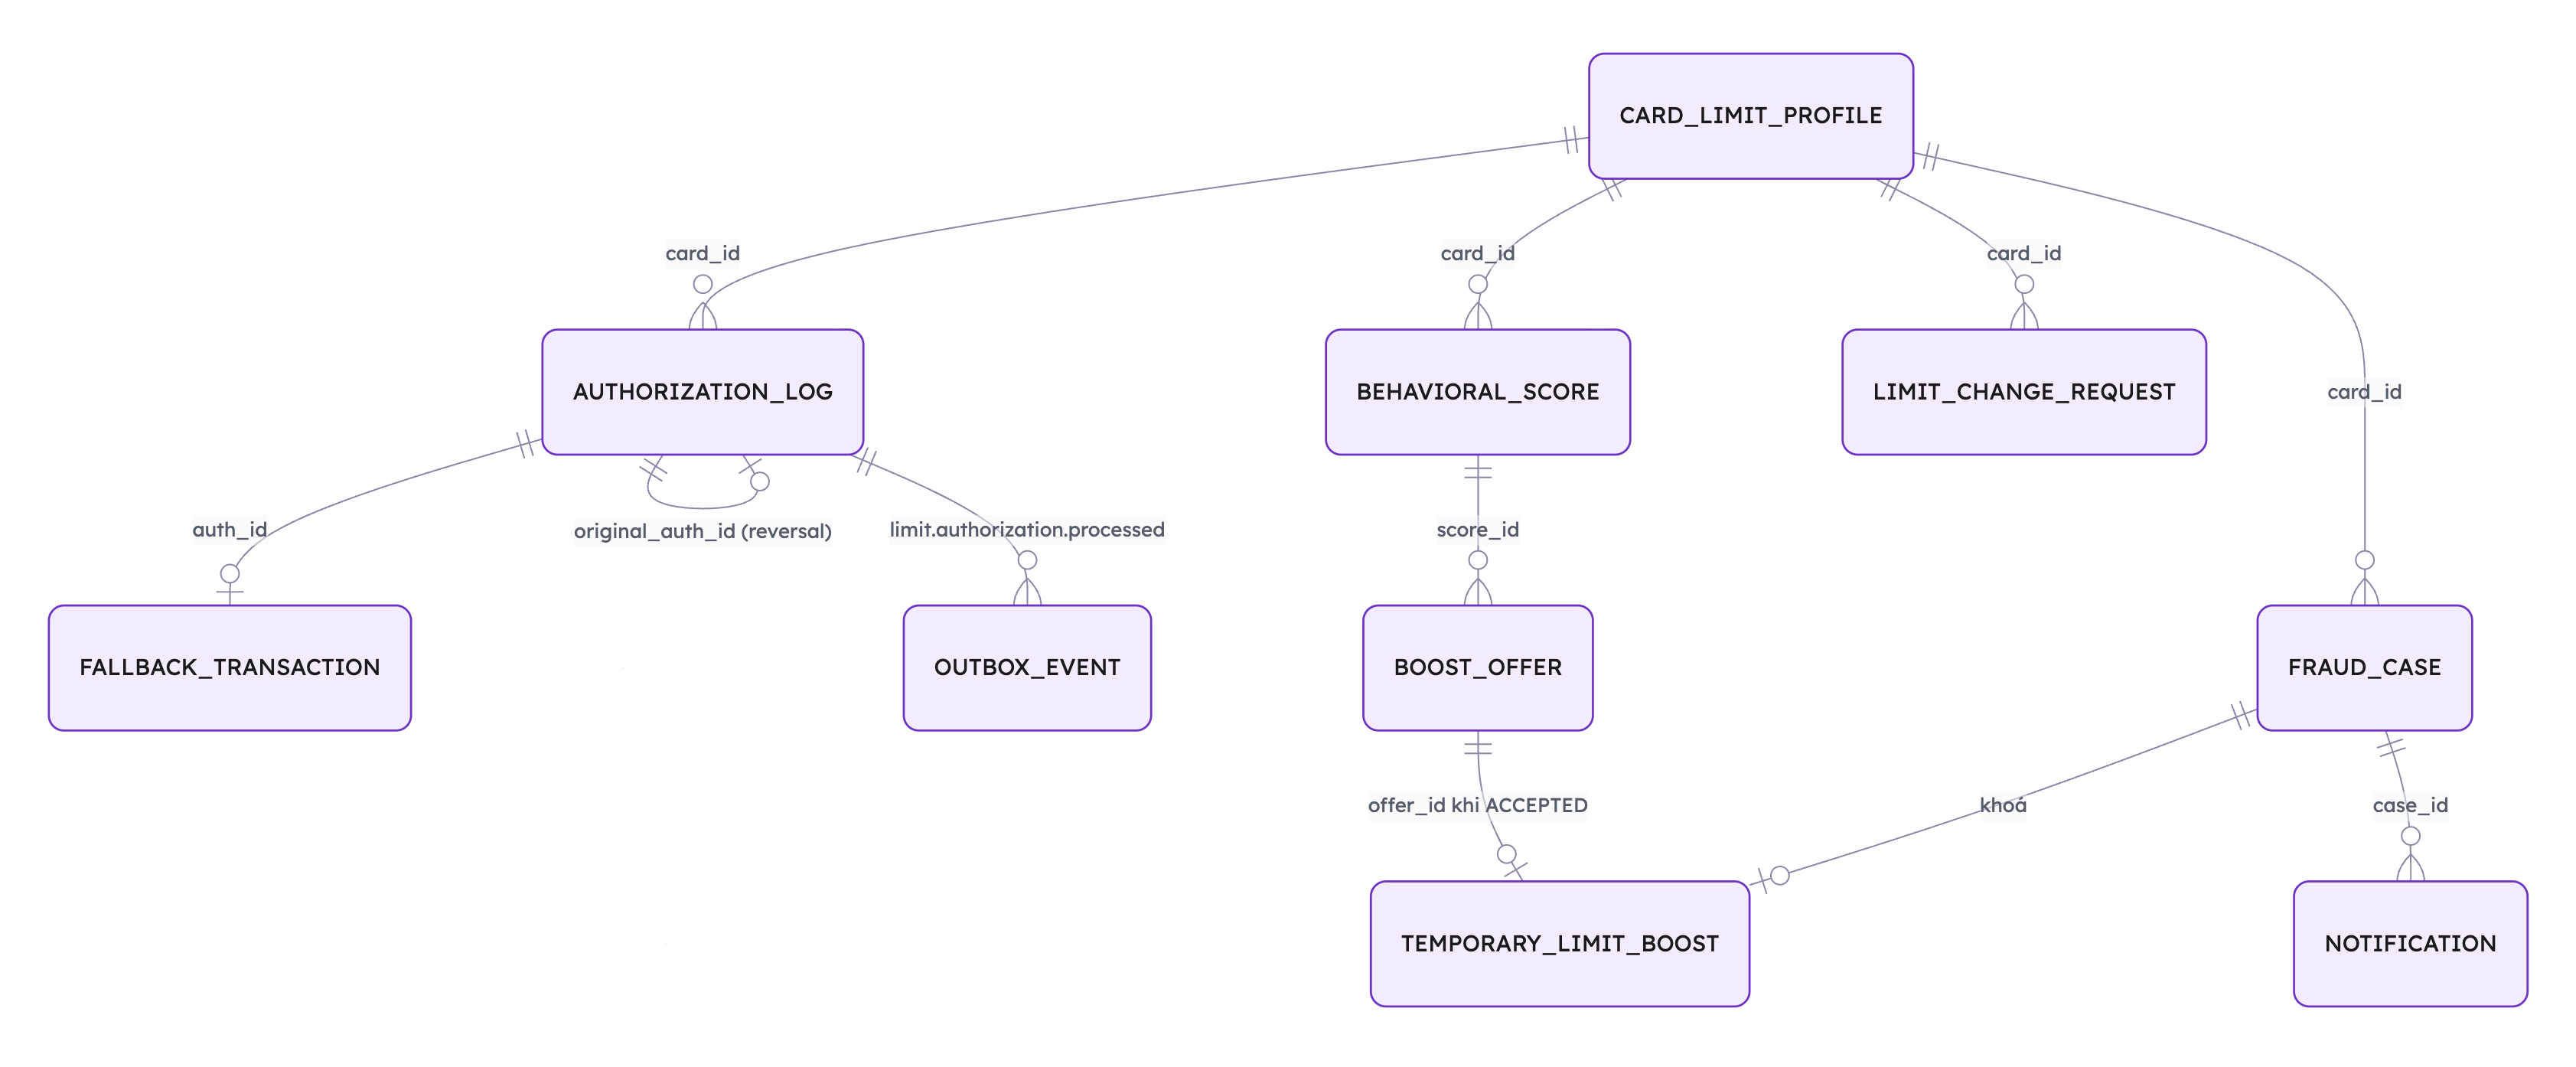 CARD_LIMIT_PROFILE
card_id
card_id
card_id
AUTHORIZATION_LOG
BEHAVIORAL_SCORE
LIMIT_CHANGE_REQUEST
card_id
auth_id
original_auth_id (reversal)
limit.authorization.processed
score_id
FALLBACK_TRANSACTION
OUTBOX_EVENT
BOOST_OFFER
FRAUD_CASE
offer_id khi ACCEPTED
khoá
case_id
TEMPORARY_LIMIT_BOOST
NOTIFICATION